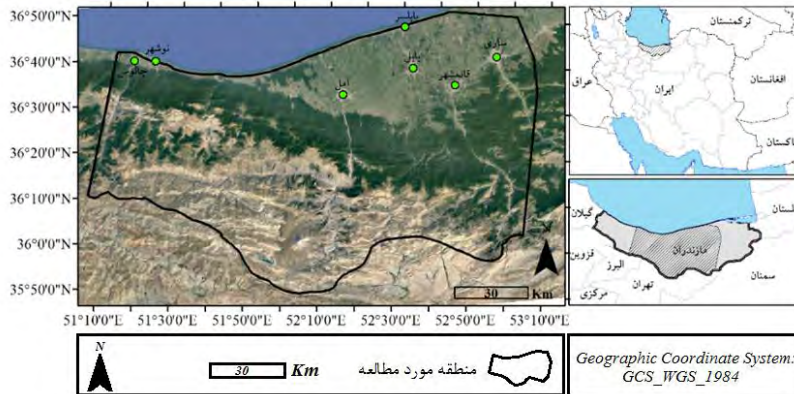 36°50'0"N
36°40'0"N
36°30'0"N
36°20'0"N
36°10'0"N
36°0'0"N
35°50'0"N
51°10'0"E
51°30'0"E
51°50'0"E
52°10'0"E
52°30'0"E
52°50'0"E
53°10'0"E
نوشهر
چالوس
آمل
بابلسر
بابل
قائمشهر
ساری
30
Km
ترکمنستان
افغانستان
ایران
عراق
پاکستان
گیلان
قزوین
البرز
مازندران
تهران
مرکزی
سمنان
N
30 Km
منطقه مورد مطالعه
Geographic Coordinate System:
GCS_WGS_1984